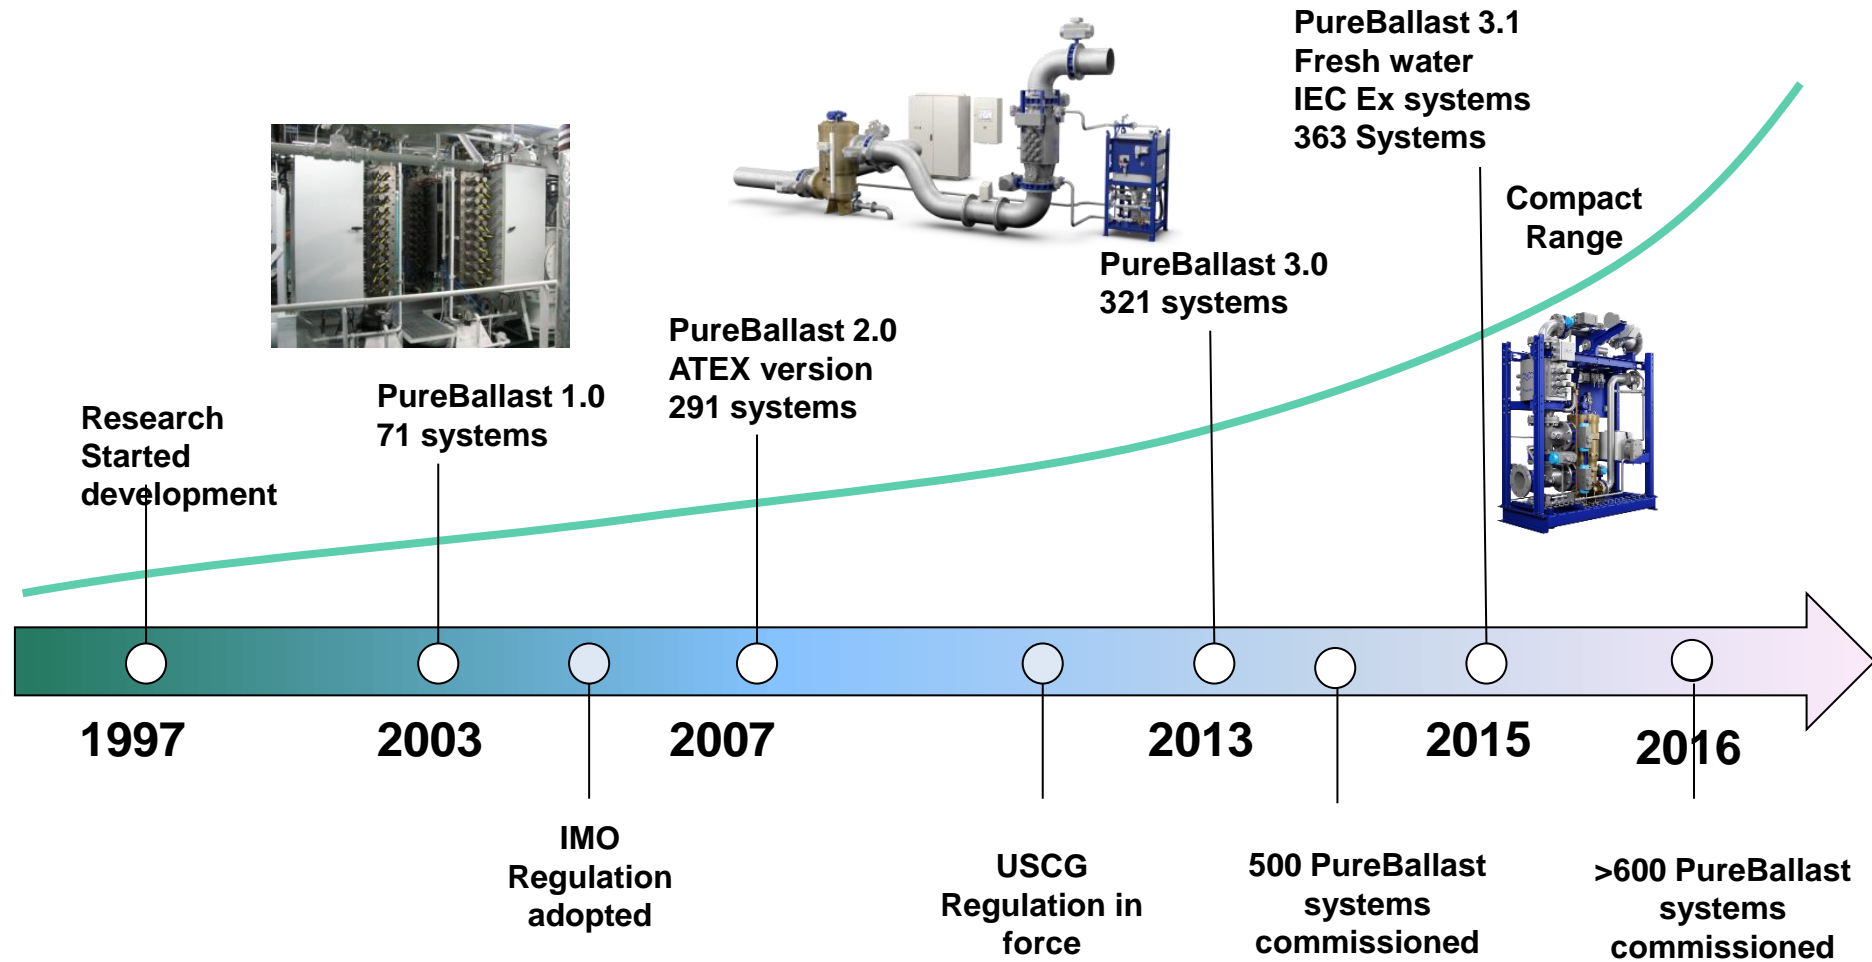 PureBallast 3.1
Fresh water
IEC Ex systems
363 Systems
Compact
Range
PureBallast 3.0
321 systems
PureBallast 2.0
ATEX version
291 systems
PureBallast 1.0
71 systems
Research
Started
development
1997
2003
2007
2013
2015
2016
IMO
Regulation
adopted
USCG
Regulation in
force
500 PureBallast
systems
commissioned
>600 PureBallast
systems
commissioned